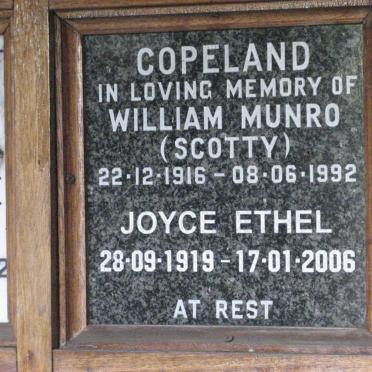 COPELAND
IN LOVING MEMORY OF
WILLIAM MUNRO
(SCOTTY)
22·12·1916 - 08·06·1992
JOYCE ETHEL
28·09·1919 - 17·01·2006
AT REST